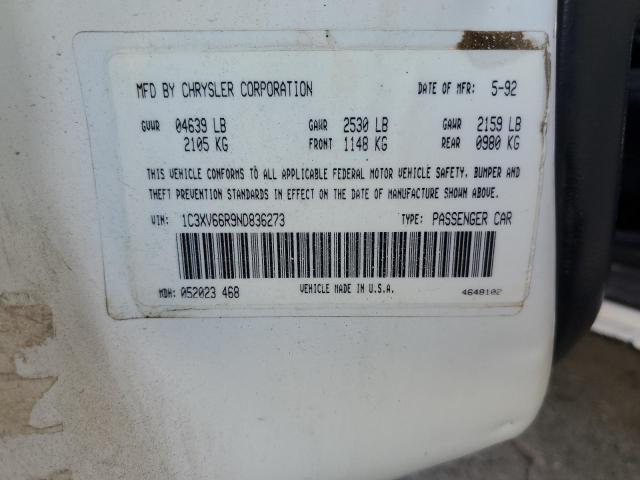 MFD BY CHRYSLER CORPORATION DATE OF MFR: 5-92
GVWR 04639 LB GAWR 2530 LB GAWR 2159 LB
2105 KG FRONT 1148 KG REAR 0980 KG
THIS VEHICLE CONFORMS TO ALL APPLICABLE FEDERAL MOTOR VEHICLE SAFETY, BUMPER AND
THEFT PREVENTION STANDARDS IN EFFECT ON THE DATE OF MANUFACTURE SHOWN ABOVE.
VIN: 1C3XV66R9ND836273 TYPE: PASSENGER CAR
MDH: 052023 468 VEHICLE MADE IN U.S.A. 4648102